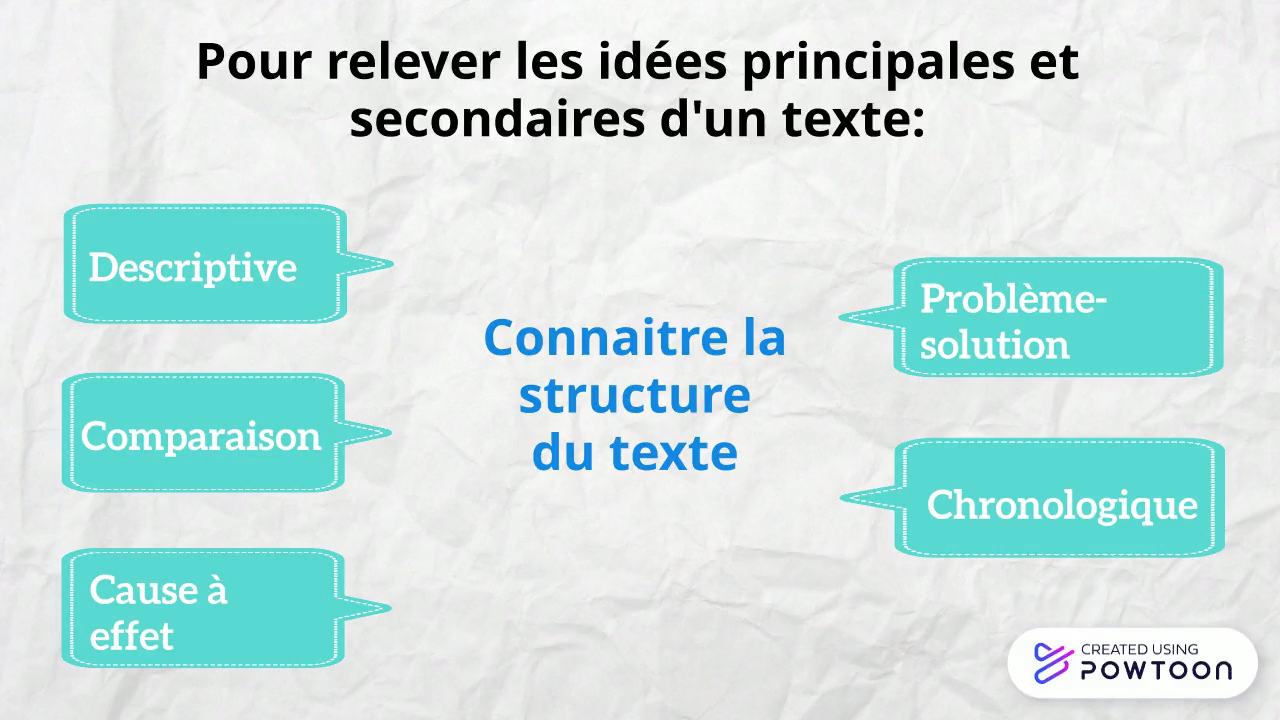 Pour relever les idées principales et
secondaires d'un texte:
Descriptive
Comparaison
Cause à
effet
Connaitre la
structure
du texte
Problème-
solution
Chronologique
CREATED USING
POWTOON